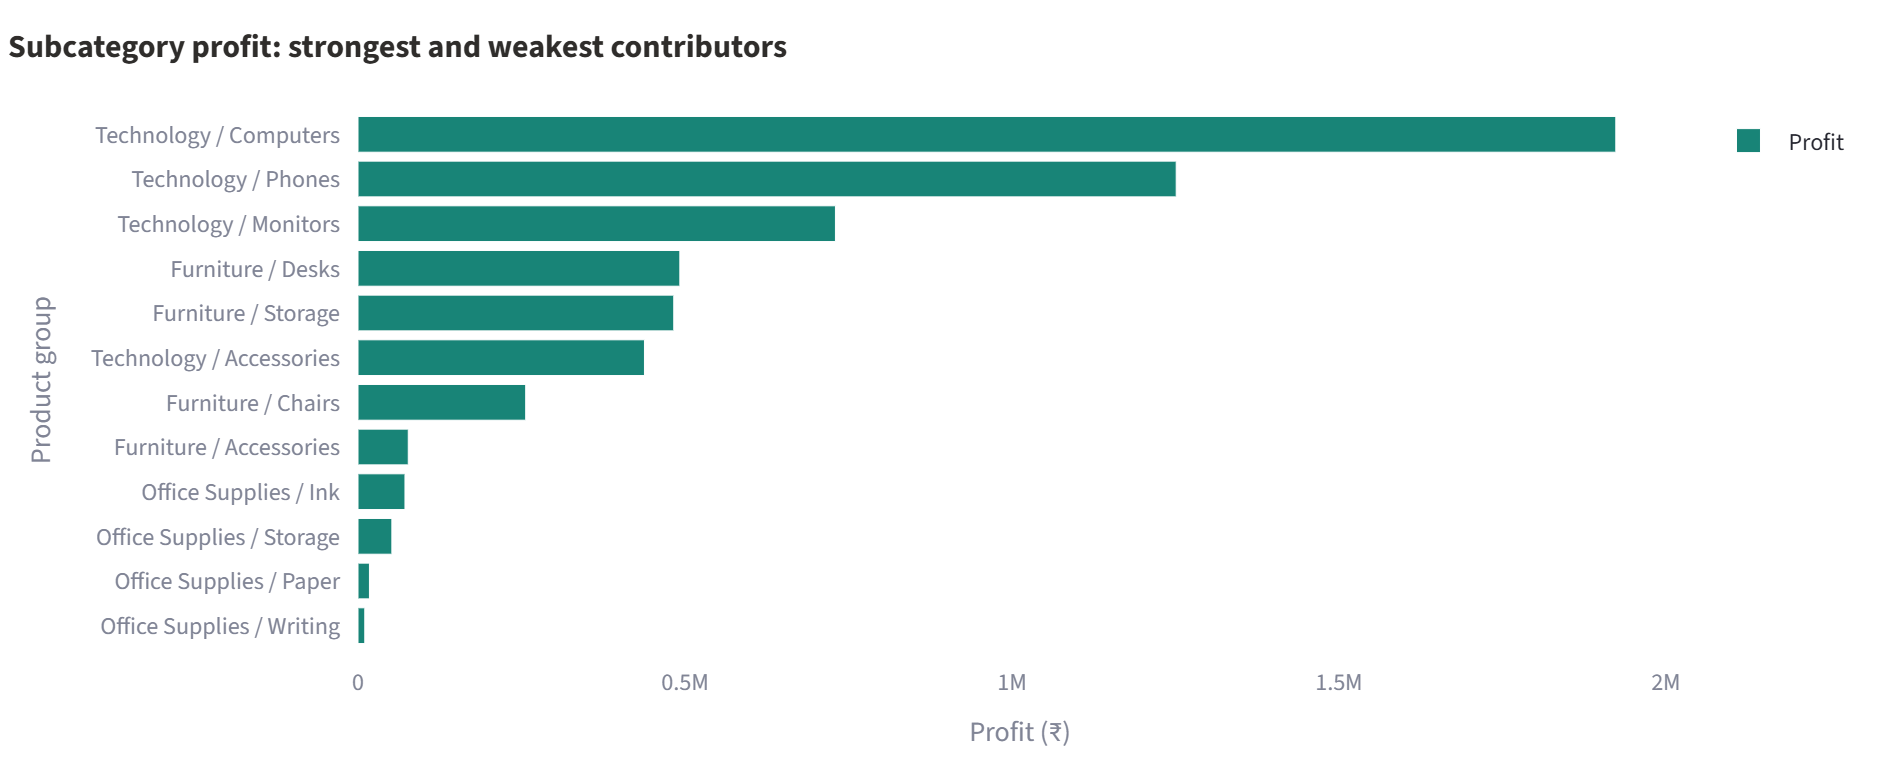 Subcategory profit: strongest and weakest contributors
Technology / Computers
Technology / Phones
Technology / Monitors
Furniture / Desks
Furniture / Storage
Technology / Accessories
Furniture / Chairs
Furniture / Accessories
Office Supplies / Ink
Office Supplies / Storage
Office Supplies / Paper
Office Supplies / Writing
Product group
0 0.5M 1M 1.5M 2M
Profit (₹)
Profit